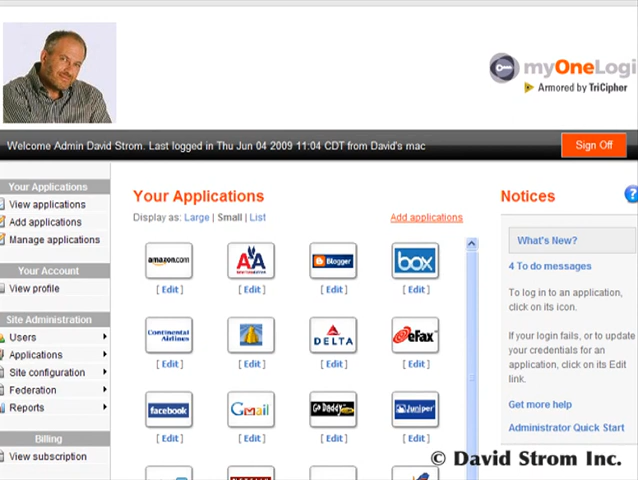 myOneLogi
Armored by TriCipher
Welcome Admin David Strom. Last logged in Thu Jun 04 2009 11:04 CDT from David's mac
Sign Off
Your Applications
View applications
Add applications
Manage applications
Your Account
View profile
Site Administration
Users
Applications
Site configuration
Federation
Reports
Billing
View subscription
Your Applications
Display as: Large | Small | List
Add applications
amazon.com
AA
Blogger
box
[ Edit ]
[ Edit ]
[ Edit ]
[ Edit ]
Continental
Airlines
DELTA
eFax
[ Edit ]
[ Edit ]
[ Edit ]
[ Edit ]
facebook
Gmail
Go Daddy
Juniper
[ Edit ]
[ Edit ]
[ Edit ]
[ Edit ]
Notices
?
What's New?
4 To do messages
To log in to an application,
click on its icon.
If your login fails, or to update
your credentials for an
application, click on its Edit
link.
Get more help
Administrator Quick Start
© David Strom Inc.